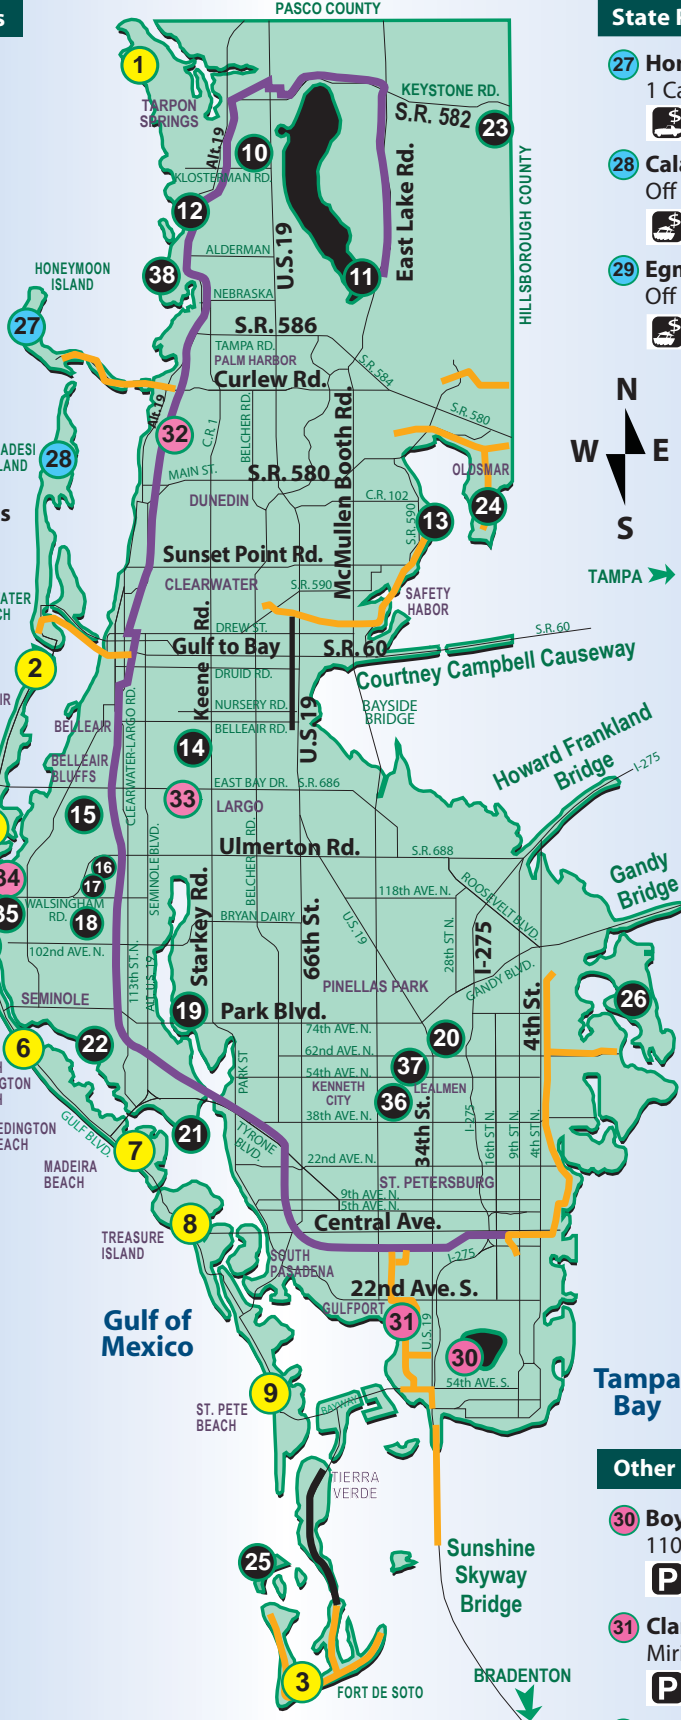 PASCO COUNTY
s
State
1
TARPON
SPRINGS
KEYSTONE RD.
S.R. 582
23
Alt.19
10
KLOSTERMAN RD.
East Lake Rd.
HILLSBOROUGH COUNTY
12
U.S.19
ALDERMAN
HONEYMOON
ISLAND
38
11
NEBRASKA
27
S.R. 586
TAMPA RD.
PALM HARBOR
S.R.584
Curlew Rd.
Alt.19
32
C.R.1
BELCHER RD.
McMullen Booth Rd.
S.R.580
28
MAIN ST.
S.R. 580
OLDSMAR
DUNEDIN
C.R.102
S.R.590
13
24
Sunset Point Rd.
CLEARWATER
S.R.590
SAFETY
HABOR
Keene Rd.
DREW ST.
Gulf to Bay
S.R.60
S.R.60
Courtney Campbell Causeway
2
DRUID RD.
NURSERY RD.
U.S.19
BAYSIDE
BRIDGE
BELLEAIR
BELLEAIR RD.
CLEARWATER-LARGO RD.
14
BELLEAIR
BLUFFS
Howard Frankland
Bridge
I-275
EAST BAY DR.
S.R.686
33
LARGO
15
SEMINOLE BLVD.
BELCHER RD.
Ulmerton Rd.
S.R.688
16
17
34
Gandy
Bridge
35
WALSINGHAM
RD.
18
Starkey Rd.
118th AVE. N.
ROOSEVELT BLVD.
BRYAN DAIRY
66th St.
U.S.19
28th ST N.
I-275
102nd AVE. N.
113th ST. N.
ALT. U.S. 19
GANDY BLVD.
PINELLAS PARK
SEMINOLE
19
Park Blvd.
4th St.
26
74th AVE. N.
20
6
22
62nd AVE. N.
PARK ST
54th AVE. N.
37
KENNETH
CITY
LEALMEN
36
38th AVE. N.
34th St.
I-275
16th ST N.
9th ST. N.
4th ST N.
GULF BLVD.
21
TYRONE
BLVD.
7
MADEIRA
BEACH
22nd AVE. N.
ST. PETERSBURG
9th AVE. N.
5th AVE. N.
8
Central Ave.
TREASURE
ISLAND
SOUTH
PASADENA
I-275
22nd Ave. S.
GULFPORT
31
U.S.19
Gulf of
Mexico
30
54th AVE. S.
9
ST. PETE
BEACH
BAYWAY
Tampa
Bay
TIERRA
VERDE
25
Sunshine
Skyway
Bridge
3
FORT DE SOTO
BRADENTON
27
1
28
Off
29
Off
N
W E
S
TAMPA
Other
30
110
P
31
P